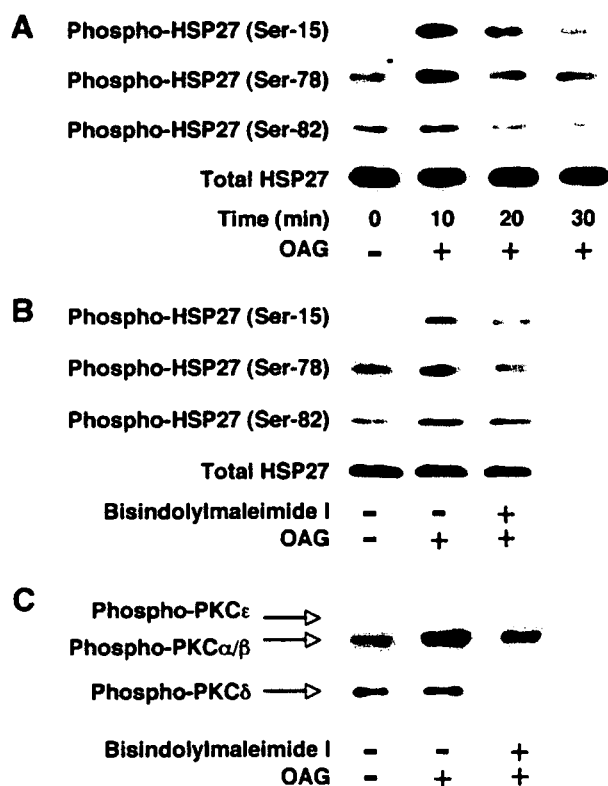 A
Phospho-HSP27 (Ser-15)
Phospho-HSP27 (Ser-78)
Phospho-HSP27 (Ser-82)
Total HSP27
Time (min) 0 10 20 30
OAG - + + +
B
Phospho-HSP27 (Ser-15)
Phospho-HSP27 (Ser-78)
Phospho-HSP27 (Ser-82)
Total HSP27
Bisindolylmaleimide I - - +
OAG - + +
C
Phospho-PKCε
Phospho-PKCα/β
Phospho-PKCδ
Bisindolylmaleimide I - - +
OAG - + +